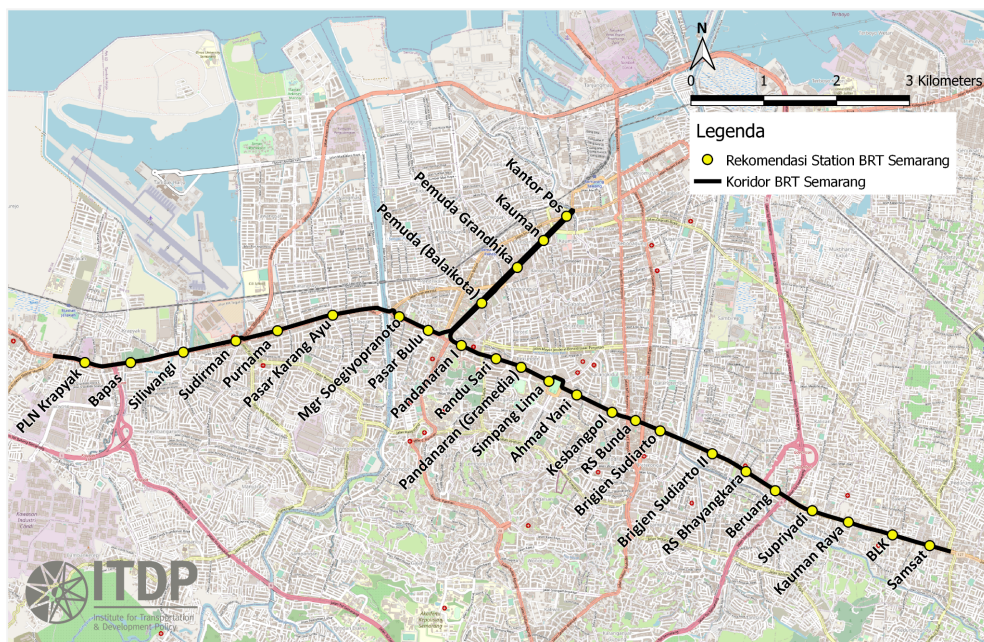 N
0 1 2 3 Kilometers
Legenda
Rekomendasi Station BRT Semarang
Koridor BRT Semarang
Kantor Pos
Kauman
Pemuda Grandhika
Pemuda (Balaikota)
PLN Krapyak
Bapas
Siliwangi
Sudirman
Purnama
Pasar Karang Ayu
Mgr Soegiyopranoto
Pasar Bulu
Pandanaran I
Randu Sari
Pandanaran (Gramedia)
Simpang Lima
Ahmad Yani
Kesbangpol
RS Bunda
Brigjen Sudiarto
Brigjen Sudiarto II
RS Bhayangkara
Beruang
Supriyadi
Kauman Raya
BLK
Samsat
ITDP
Institute for Transportation
& Development Policy